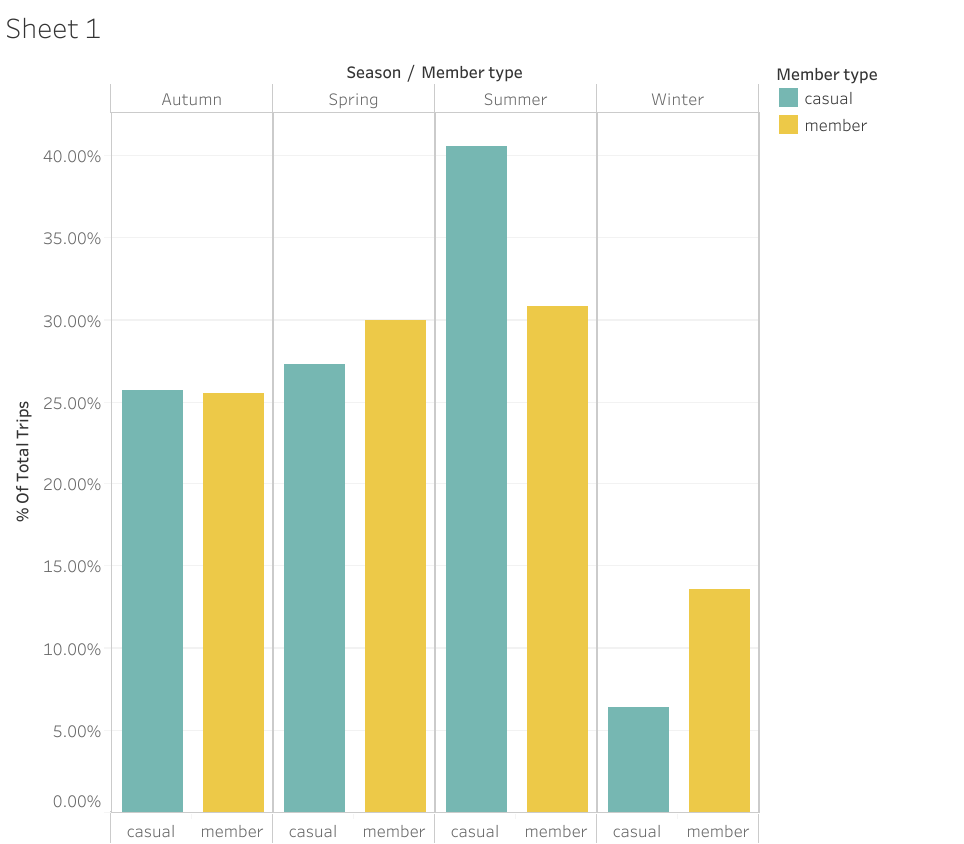 Sheet 1
Season / Member type
Autumn Spring Summer Winter
Member type
casual
member
% Of Total Trips
40.00%
35.00%
30.00%
25.00%
20.00%
15.00%
10.00%
5.00%
0.00%
casual member casual member casual member casual member